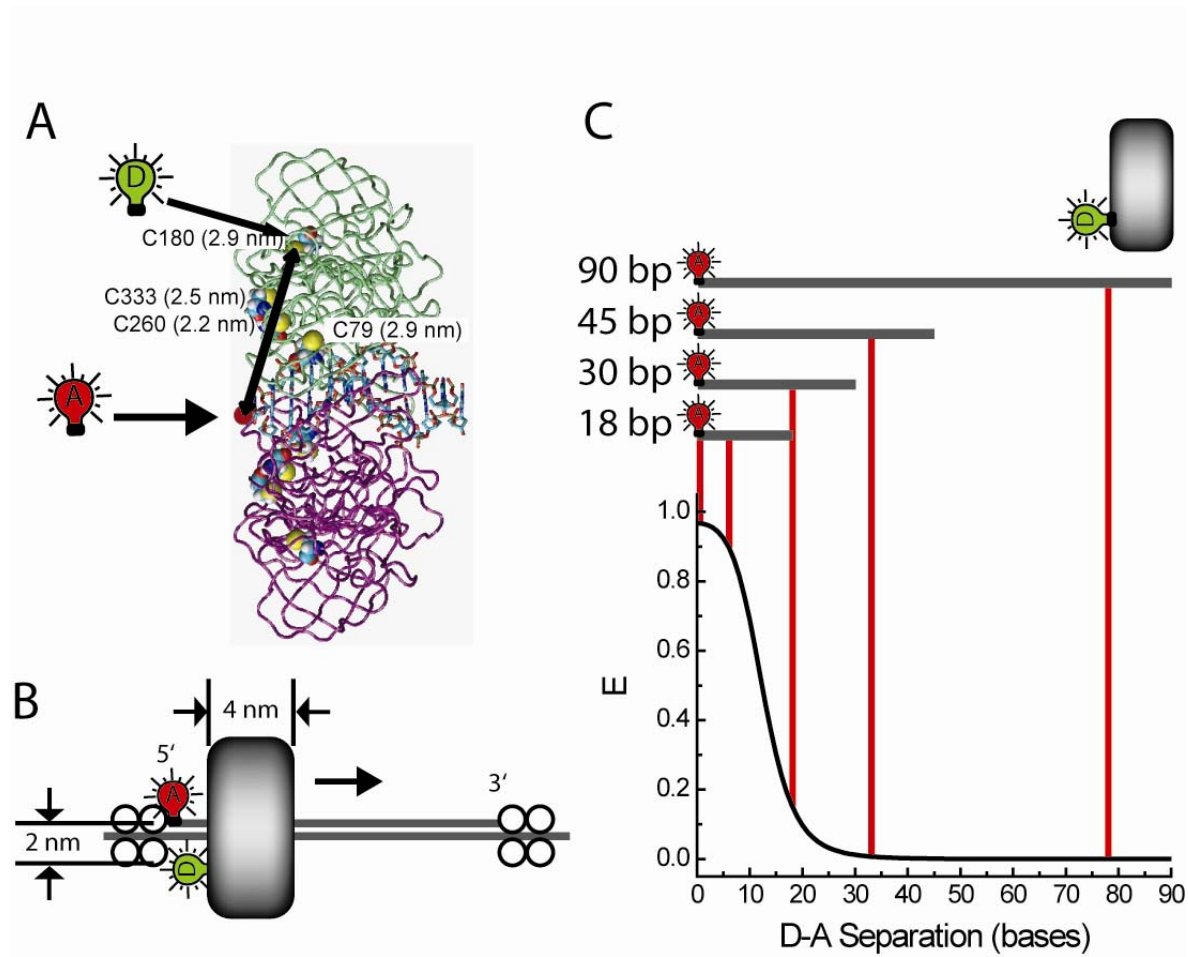 A
D
C180 (2.9 nm)
C333 (2.5 nm)
C260 (2.2 nm)
C79 (2.9 nm)
A
B
4 nm
5'
A
3'
2 nm
D
C
D
90 bp
A
45 bp
A
30 bp
A
18 bp
A
E
1.0
0.8
0.6
0.4
0.2
0.0
0 10 20 30 40 50 60 70 80 90
D-A Separation (bases)